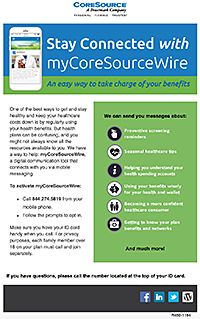 CORESOURCE
A Trustmark Company
PERSONAL. FLEXIBLE. TRUSTED.
Stay Connected with
myCoreSourceWire
An easy way to take charge of your benefits
One of the best ways to get and stay
healthy and keep your healthcare
costs down is by regularly using
your health benefits. But health
plans can be confusing, and you
might not always know all the
resources available to you. We have
a way to help: myCoreSourceWire,
a digital communication tool that
connects with you via mobile
messaging.
To activate myCoreSourceWire:
• Call 844.274.5819 from your
mobile phone.
• Follow the prompts to opt in.
Make sure you have your ID card
handy when you call. For privacy
purposes, each family member over
18 on your plan must call and join
separately.
We can send you messages about:
Preventive screening
reminders
Seasonal healthcare tips
Helping you understand your
health spending accounts
Using your benefits wisely
for your health and wallet
Becoming a more confident
healthcare consumer
Getting to know your plan
benefits and networks
And much more!
If you have questions, please call the number located at the top of your ID card.